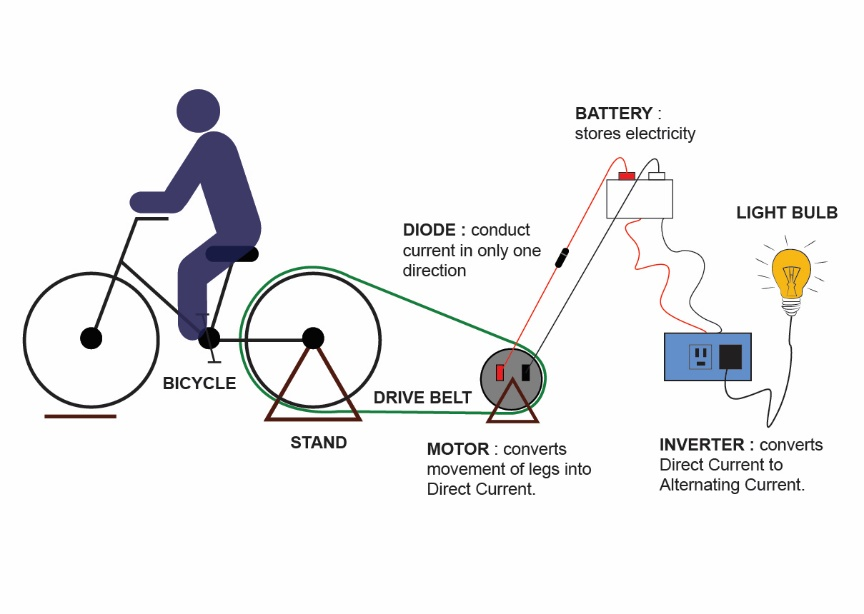 BATTERY :
stores electricity
LIGHT BULB
DIODE : conduct
current in only one
direction
BICYCLE
DRIVE BELT
STAND
MOTOR : converts
movement of legs into
Direct Current.
INVERTER : converts
Direct Current to
Alternating Current.